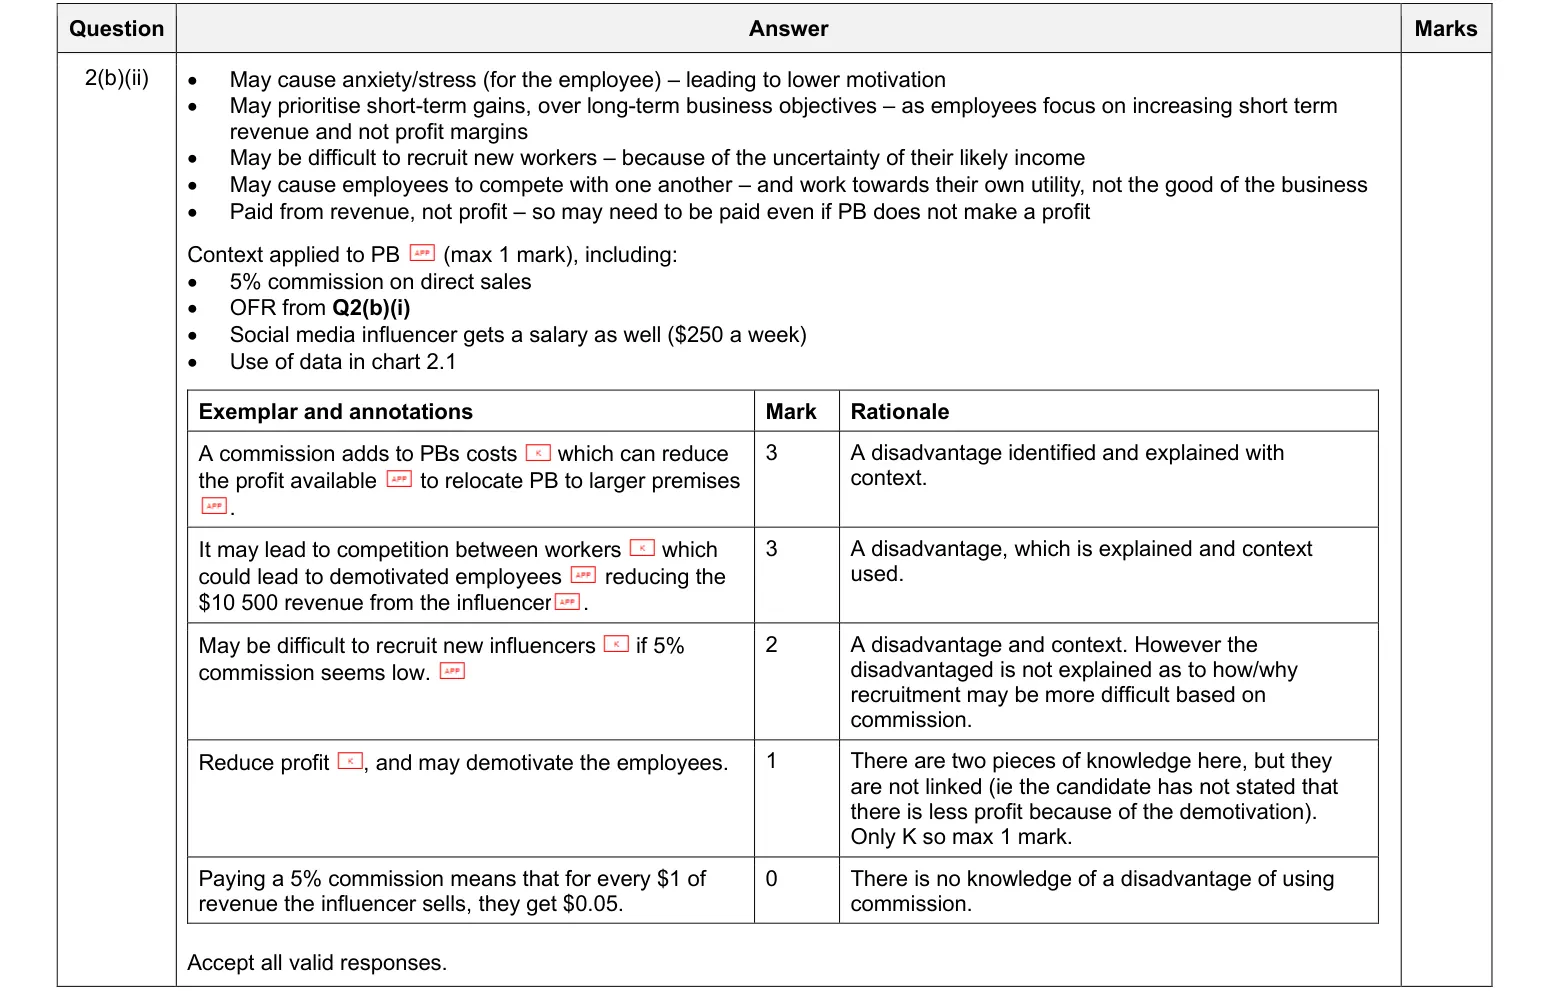 Question Answer Marks
2(b)(ii)
• May cause anxiety/stress (for the employee) – leading to lower motivation
• May prioritise short-term gains, over long-term business objectives – as employees focus on increasing short term
revenue and not profit margins
• May be difficult to recruit new workers – because of the uncertainty of their likely income
• May cause employees to compete with one another – and work towards their own utility, not the good of the business
• Paid from revenue, not profit – so may need to be paid even if PB does not make a profit
Context applied to PB APP (max 1 mark), including:
• 5% commission on direct sales
• OFR from Q2(b)(i)
• Social media influencer gets a salary as well ($250 a week)
• Use of data in chart 2.1
Exemplar and annotations Mark Rationale
A commission adds to PBs costs K which can reduce
the profit available APP to relocate PB to larger premises
APP.
3
A disadvantage identified and explained with
context.
It may lead to competition between workers K which
could lead to demotivated employees APP reducing the
$10 500 revenue from the influencer APP.
3
A disadvantage, which is explained and context
used.
May be difficult to recruit new influencers K if 5%
commission seems low. APP
2
A disadvantage and context. However the
disadvantaged is not explained as to how/why
recruitment may be more difficult based on
commission.
Reduce profit K, and may demotivate the employees.
1
There are two pieces of knowledge here, but they
are not linked (ie the candidate has not stated that
there is less profit because of the demotivation).
Only K so max 1 mark.
Paying a 5% commission means that for every $1 of
revenue the influencer sells, they get $0.05.
0
There is no knowledge of a disadvantage of using
commission.
Accept all valid responses.